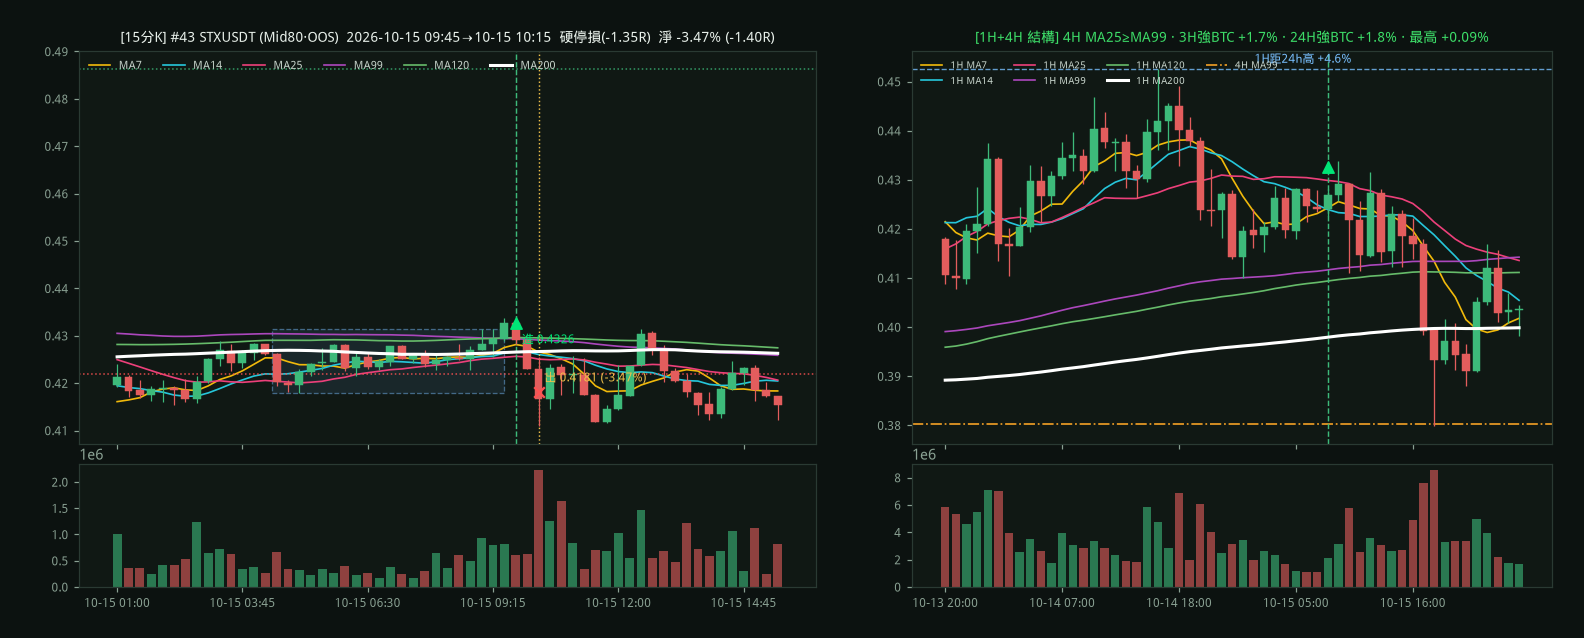 [15分K] #43 STXUSDT (Mid80·OOS)  2026-10-15 09:45→10-15 10:15  硬停損(-1.35R)  淨 -3.47% (-1.40R)
MA7 MA14 MA25 MA99 MA120 MA200
0.49
0.48
0.47
0.46
0.45
0.44
0.43
0.42
0.41
0.4326
出 0.4181 (-3.47%)
1e6
2.0
1.5
1.0
0.5
0.0
10-15 01:00 10-15 03:45 10-15 06:30 10-15 09:15 10-15 12:00 10-15 14:45
[1H+4H 結構] 4H MA25≥MA99 · 3H強BTC +1.7% · 24H強BTC +1.8% · 最高 +0.09%
1H距24h高 +4.6%
1H MA7 1H MA25 1H MA120 4H MA99
1H MA14 1H MA99 1H MA200
0.45
0.44
0.43
0.42
0.41
0.40
0.39
0.38
1e6
8
6
4
2
0
10-13 20:00 10-14 07:00 10-14 18:00 10-15 05:00 10-15 16:00